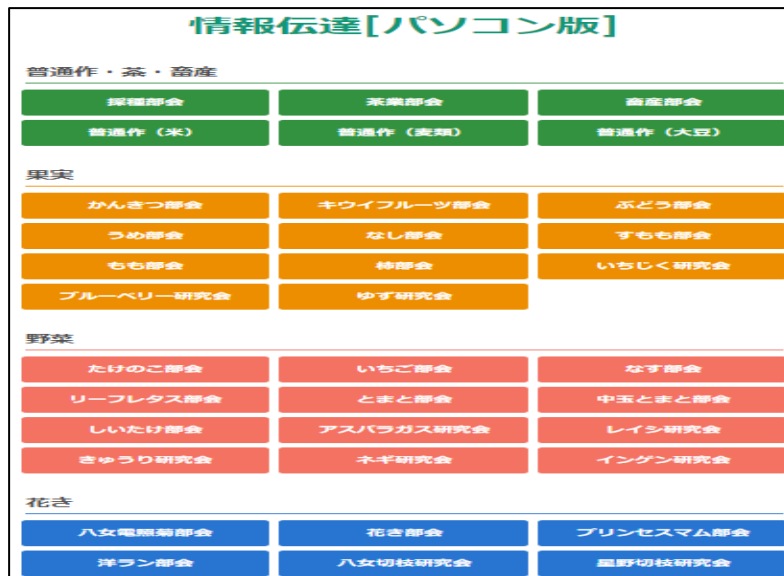 情報伝達[パソコン版]
普通作・茶・畜産
採種部会 茶業部会 畜産部会
普通作（米） 普通作（麦類） 普通作（大豆）
果実
かんきつ部会 キウイフルーツ部会 ぶどう部会
うめ部会 なし部会 すもも部会
もも部会 柿部会 いちじく研究会
ブルーベリー研究会 ゆず研究会
野菜
たけのこ部会 いちご部会 なす部会
リーフレタス部会 とまと部会 中玉とまと部会
しいたけ部会 アスパラガス研究会 レイシ研究会
きゅうり研究会 ネギ研究会 インゲン研究会
花き
八女電照菊部会 花き部会 プリンセスマム部会
洋ラン部会 八女切枝研究会 星野切枝研究会